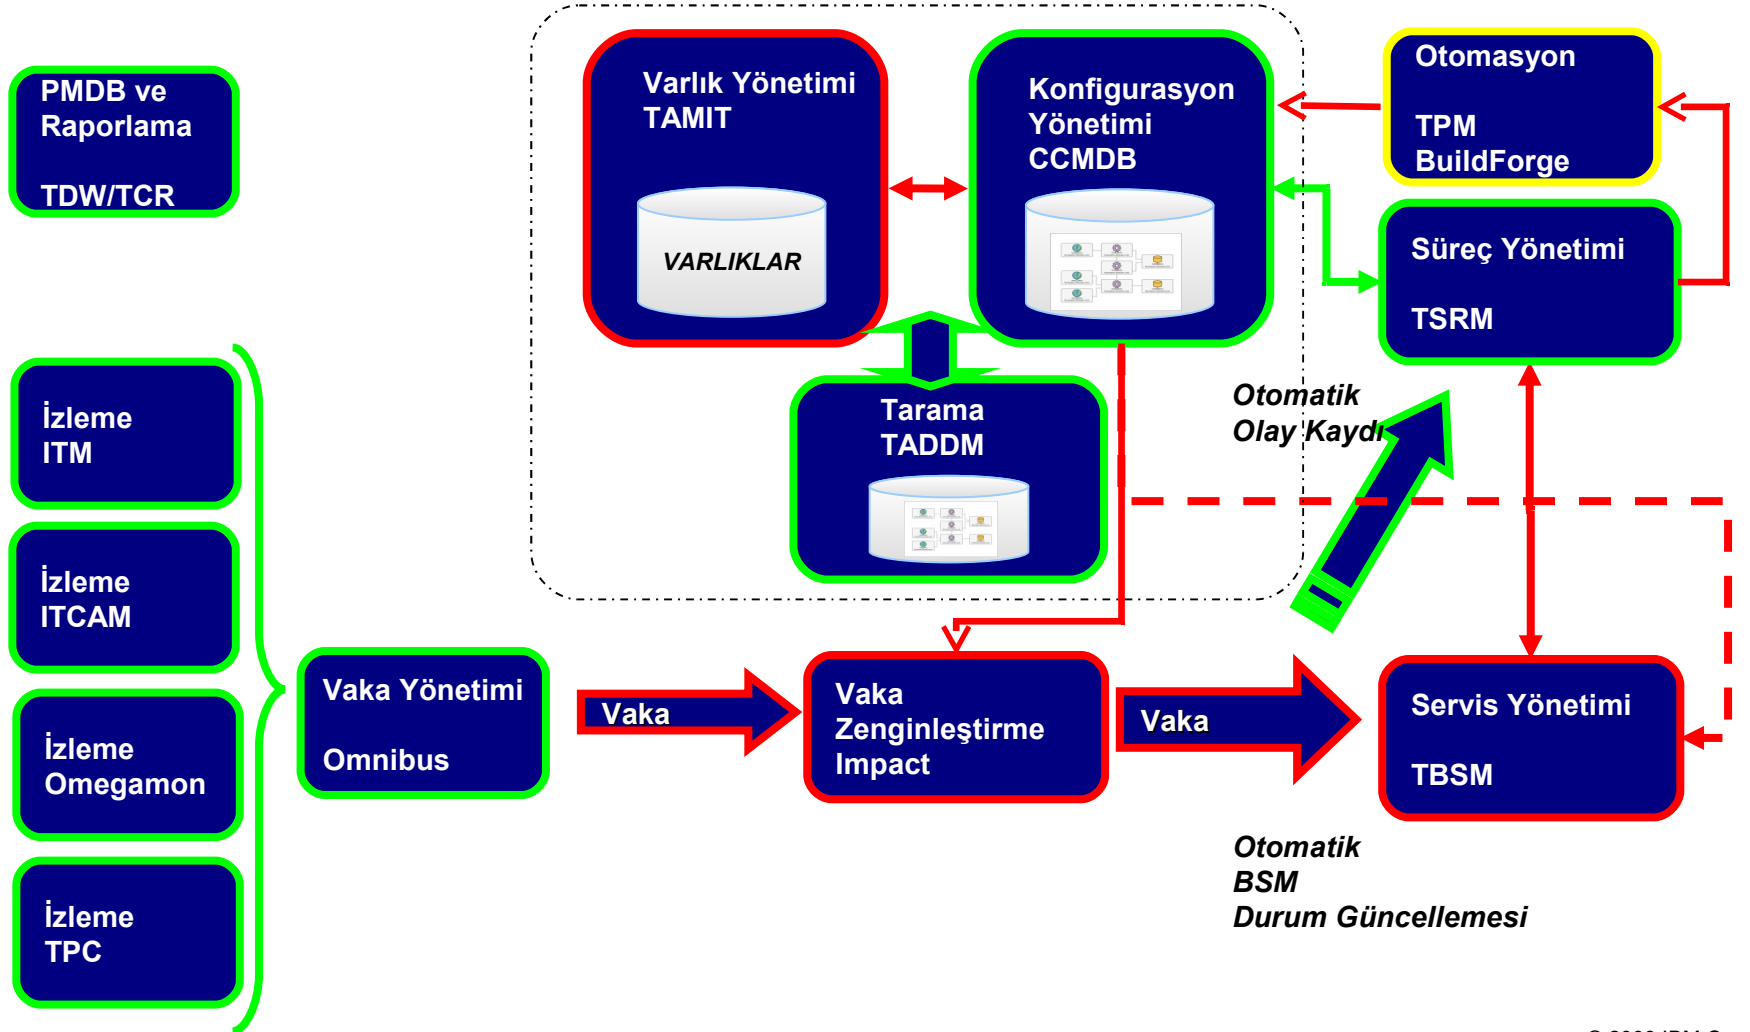 PMDB ve
Raporlama
TDW/TCR
Varlık Yönetimi
TAMIT
VARLIKLAR
Konfigurasyon
Yönetimi
CCMDB
Otomasyon
TPM
BuildForge
Süreç Yönetimi
TSRM
Tarama
TADDM
Otomatik
Olay Kaydı
İzleme
ITM
İzleme
ITCAM
İzleme
Omegamon
İzleme
TPC
Vaka Yönetimi
Omnibus
Vaka
Vaka
Zenginleştirme
Impact
Vaka
Servis Yönetimi
TBSM
Otomatik
BSM
Durum Güncellemesi